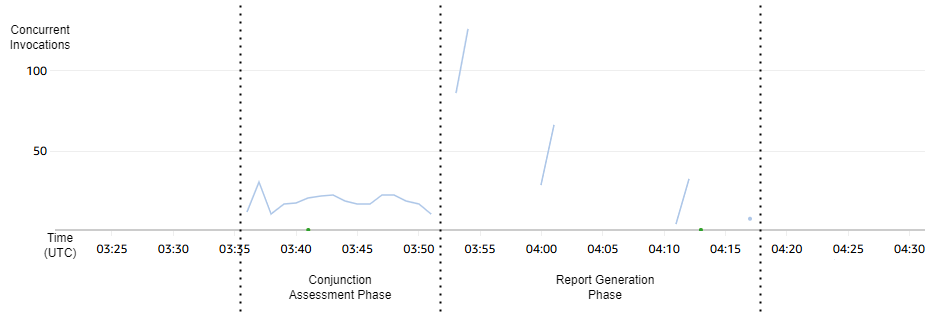 Concurrent
Invocations
100
50
Time
(UTC)
03:25 03:30 03:35 03:40 03:45 03:50 03:55 04:00 04:05 04:10 04:15 04:20 04:25 04:30
Conjunction
Assessment Phase
Report Generation
Phase